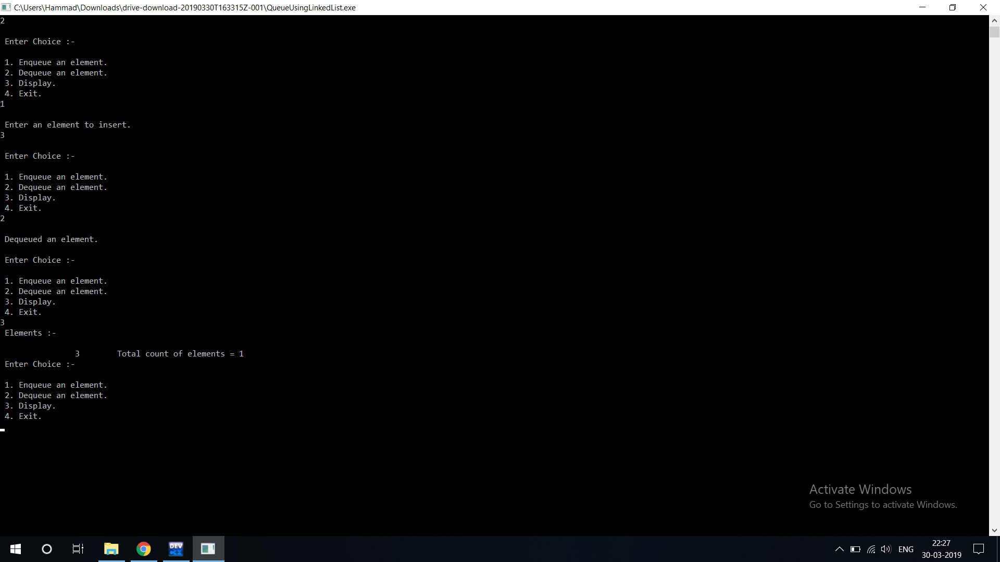 C:\Users\Hammad\Downloads\drive-download-20190330T163315Z-001\QueueUsingLinkedList.exe
2
Enter Choice :-
1. Enqueue an element.
2. Dequeue an element.
3. Display.
4. Exit.
1
Enter an element to insert.
3
Enter Choice :-
1. Enqueue an element.
2. Dequeue an element.
3. Display.
4. Exit.
2
Dequeued an element.
Enter Choice :-
1. Enqueue an element.
2. Dequeue an element.
3. Display.
4. Exit.
3
Elements :-
3 Total count of elements = 1
Enter Choice :-
1. Enqueue an element.
2. Dequeue an element.
3. Display.
4. Exit.
Activate Windows
Go to Settings to activate Windows.
DEV
C++
ENG
22:27
30-03-2019